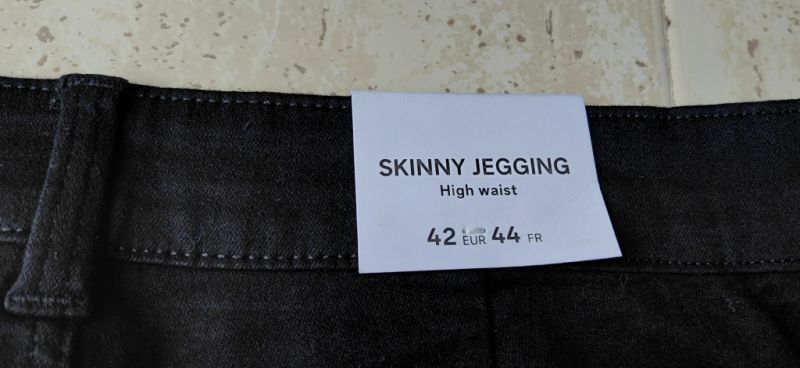 SKINNY JEGGING
High waist
42 EUR 44 FR